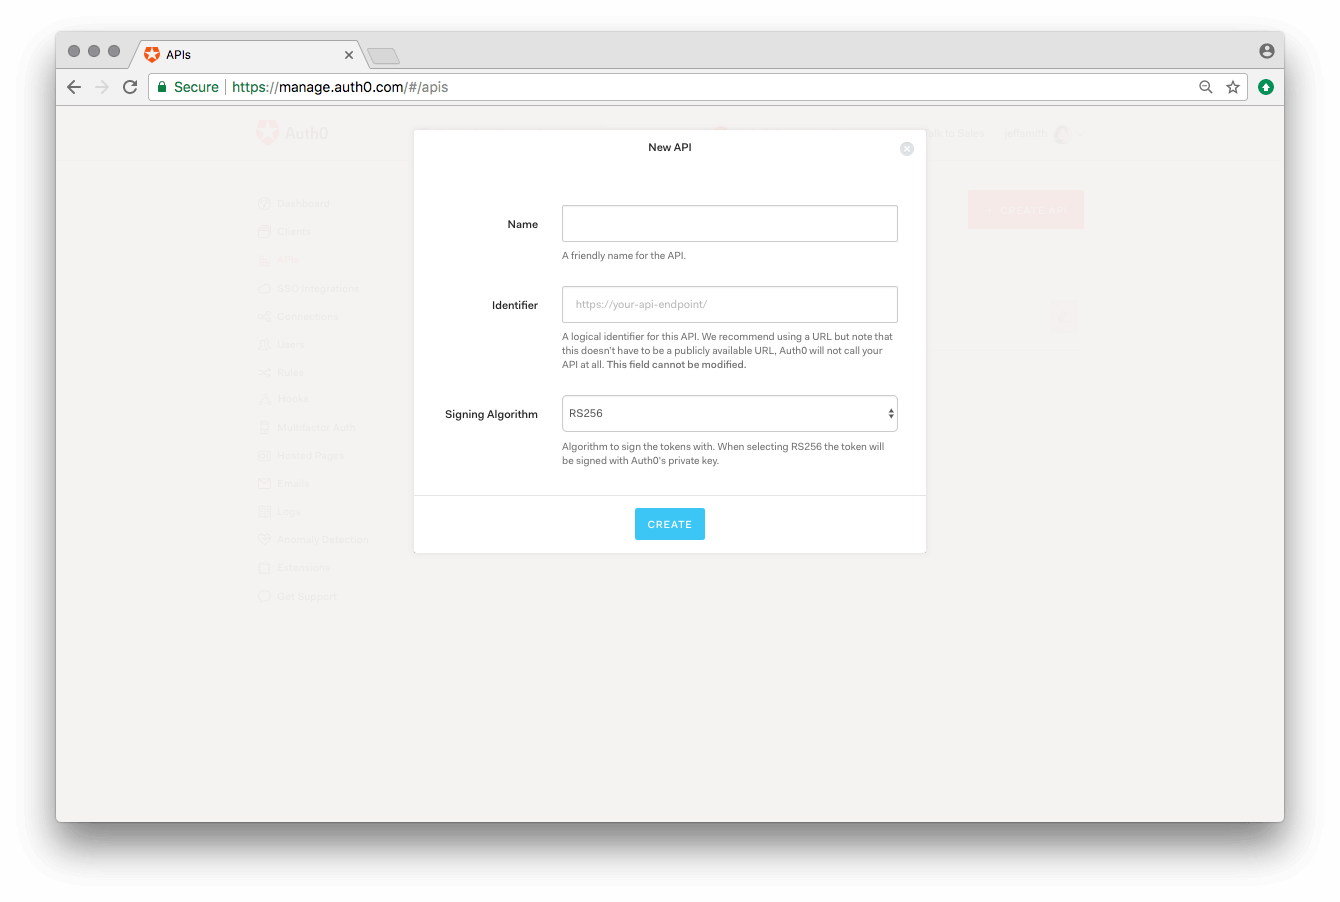 APIs
Secure https://manage.auth0.com/#/apis
Auth0
Talk to Sales
Dashboard
Clients
APIs
SSO Integrations
Connections
Users
Rules
Hooks
Multifactor Auth
Hosted Pages
Emails
Logs
Anomaly Detection
Extensions
Get Support
+ CREATE API
New API
Name
A friendly name for the API.
Identifier
https://your-api-endpoint/
A logical identifier for this API. We recommend using a URL but note that
this doesn't have to be a publicly available URL, Auth0 will not call your
API at all. This field cannot be modified.
Signing Algorithm
RS256
Algorithm to sign the tokens with. When selecting RS256 the token will
be signed with Auth0's private key.
CREATE